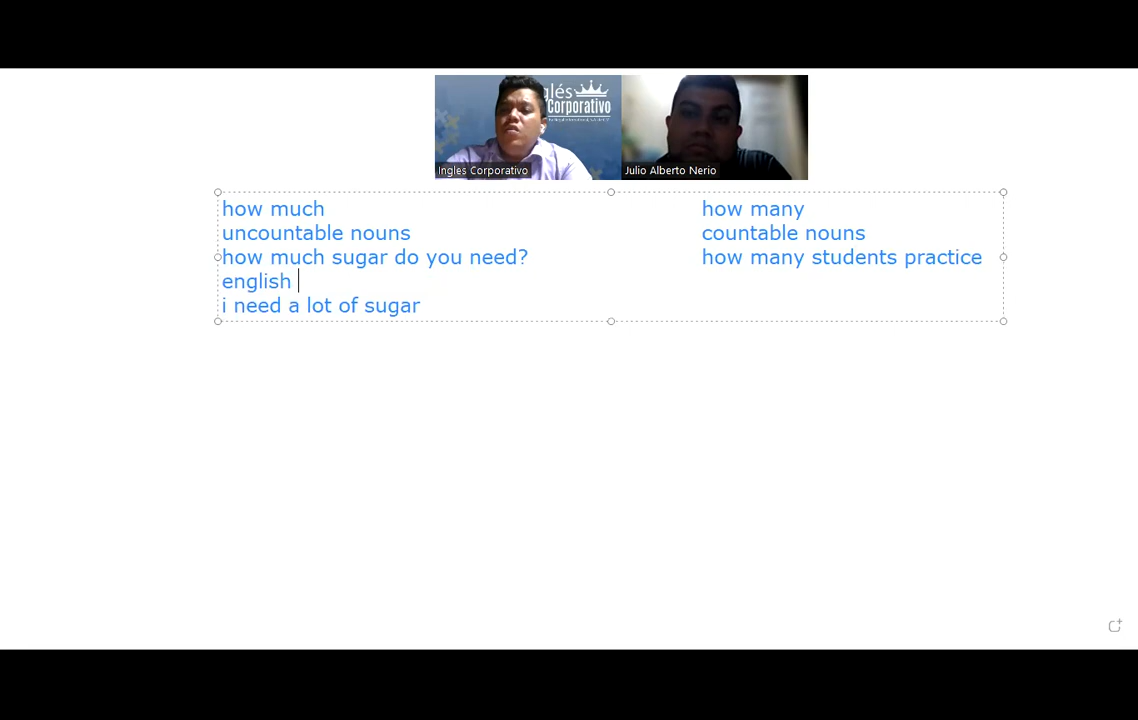 glés
Corporativo
Ingles Corporativo
Julio Alberto Nerio
how much how many
uncountable nouns countable nouns
how much sugar do you need? how many students practice
english
i need a lot of sugar